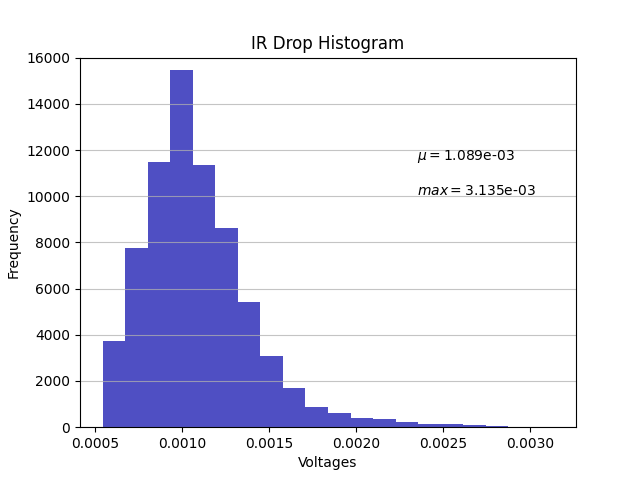 IR Drop Histogram
16000
14000
12000
10000
8000
6000
4000
2000
0
Frequency
μ = 1.089e-03
max = 3.135e-03
0.0005 0.0010 0.0015 0.0020 0.0025 0.0030
Voltages